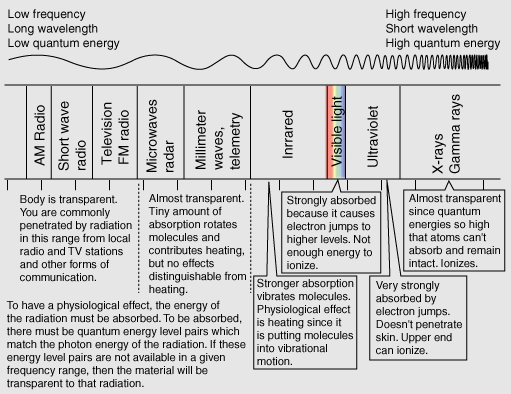 Low frequency
Long wavelength
Low quantum energy
High frequency
Short wavelength
High quantum energy
AM Radio
Short wave
radio
Television
FM radio
Microwaves
radar
Millimeter
waves,
telemetry
Inrrared
Visible light
Ultraviolet
X-rays
Gamma rays
Body is transparent.
You are commonly
penetrated by radiation
in this range from local
radio and TV stations
and other forms of
communication.
Almost transparent.
Tiny amount of
absorption rotates
molecules and
contributes heating,
but no effects
distinguishable from
heating.
Strongly absorbed
because it causes
electron jumps to
higher levels. Not
enough energy to
ionize.
Almost transparent
since quantum
energies so high
that atoms can't
absorb and remain
intact. Ionizes.
Stronger absorption
vibrates molecules.
Physiological effect
is heating since it
is putting molecules
into vibrational
motion.
Very strongly
absorbed by
electron jumps.
Doesn't penetrate
skin. Upper end
can ionize.
To have a physiological effect, the energy of
the radiation must be absorbed. To be absorbed,
there must be quantum energy level pairs which
match the photon energy of the radiation. If these
energy level pairs are not available in a given
frequency range, then the material will be
transparent to that radiation.